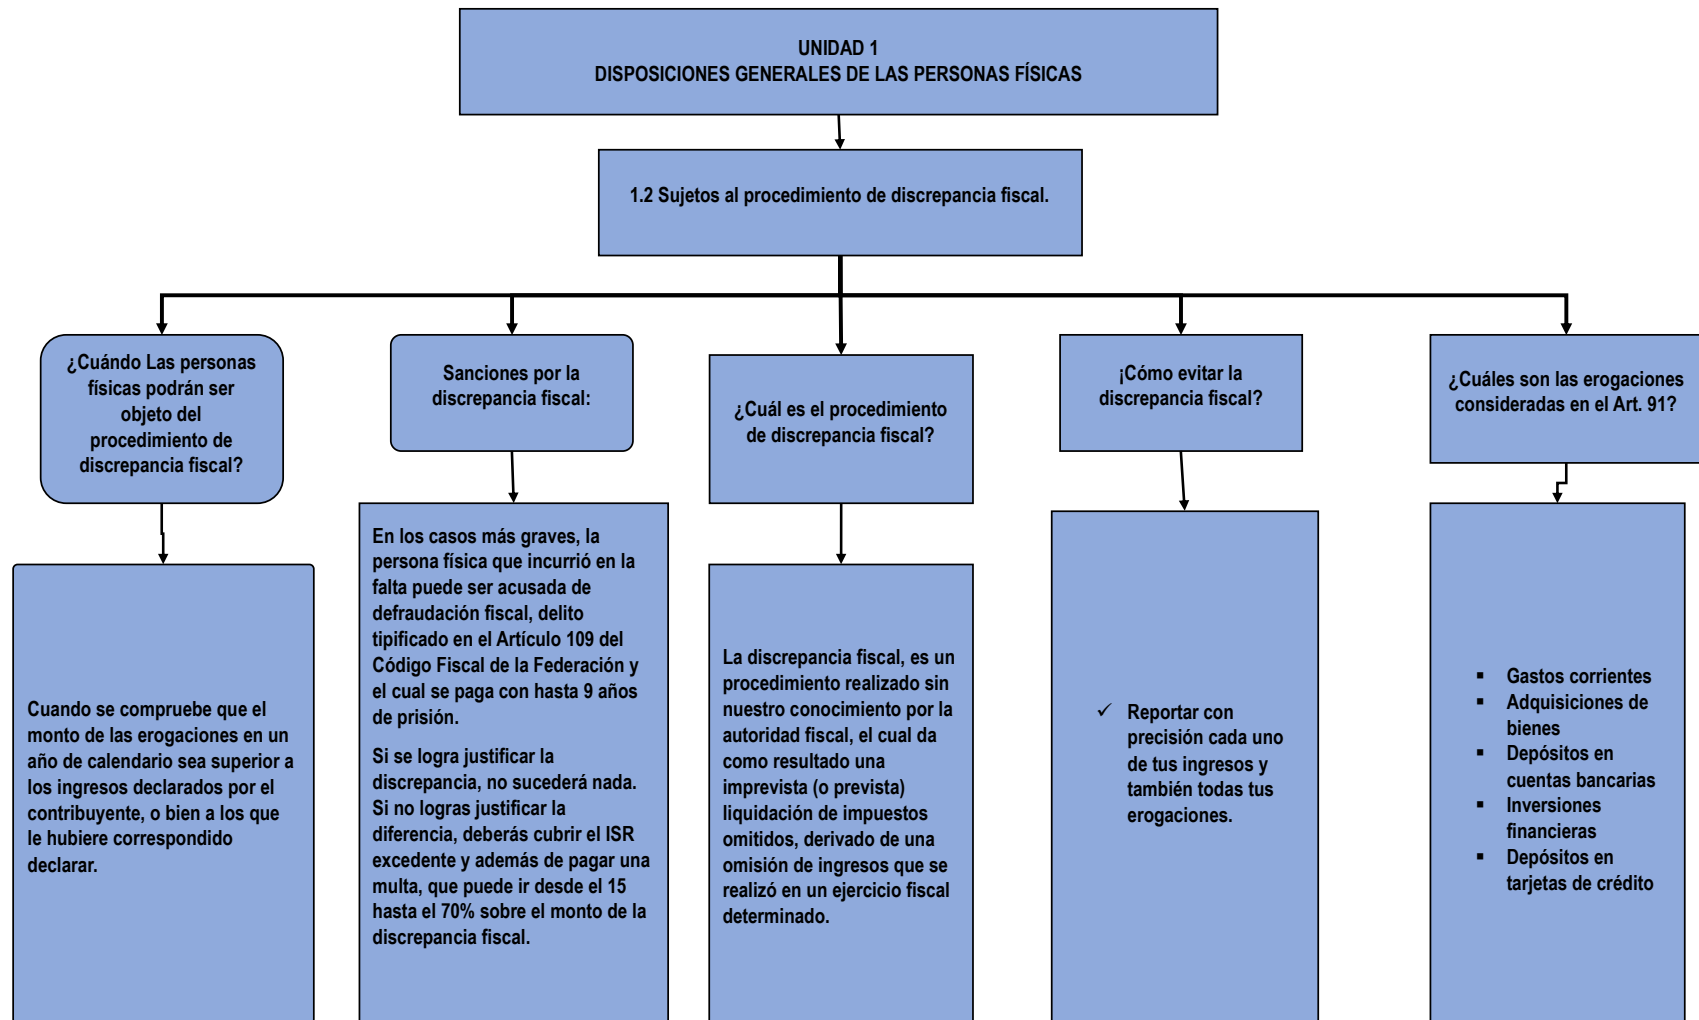 UNIDAD 1
DISPOSICIONES GENERALES DE LAS PERSONAS FÍSICAS
1.2 Sujetos al procedimiento de discrepancia fiscal.
¿Cuándo Las personas
físicas podrán ser
objeto del
procedimiento de
discrepancia fiscal?
Sanciones por la
discrepancia fiscal:
¿Cuál es el procedimiento
de discrepancia fiscal?
¡Cómo evitar la
discrepancia fiscal?
¿Cuáles son las erogaciones
consideradas en el Art. 91?
Cuando se compruebe que el
monto de las erogaciones en un
año de calendario sea superior a
los ingresos declarados por el
contribuyente, o bien a los que
le hubiere correspondido
declarar.
En los casos más graves, la
persona física que incurrió en la
falta puede ser acusada de
defraudación fiscal, delito
tipificado en el Artículo 109 del
Código Fiscal de la Federación y
el cual se paga con hasta 9 años
de prisión.
Si se logra justificar la
discrepancia, no sucederá nada.
Si no logras justificar la
diferencia, deberás cubrir el ISR
excedente y además de pagar una
multa, que puede ir desde el 15
hasta el 70% sobre el monto de la
discrepancia fiscal.
La discrepancia fiscal, es un
procedimiento realizado sin
nuestro conocimiento por la
autoridad fiscal, el cual da
como resultado una
imprevista (o prevista)
liquidación de impuestos
omitidos, derivado de una
omisión de ingresos que se
realizó en un ejercicio fiscal
determinado.
✓ Reportar con
precisión cada uno
de tus ingresos y
también todas tus
erogaciones.
▪ Gastos corrientes
▪ Adquisiciones de
bienes
▪ Depósitos en
cuentas bancarias
▪ Inversiones
financieras
▪ Depósitos en
tarjetas de crédito